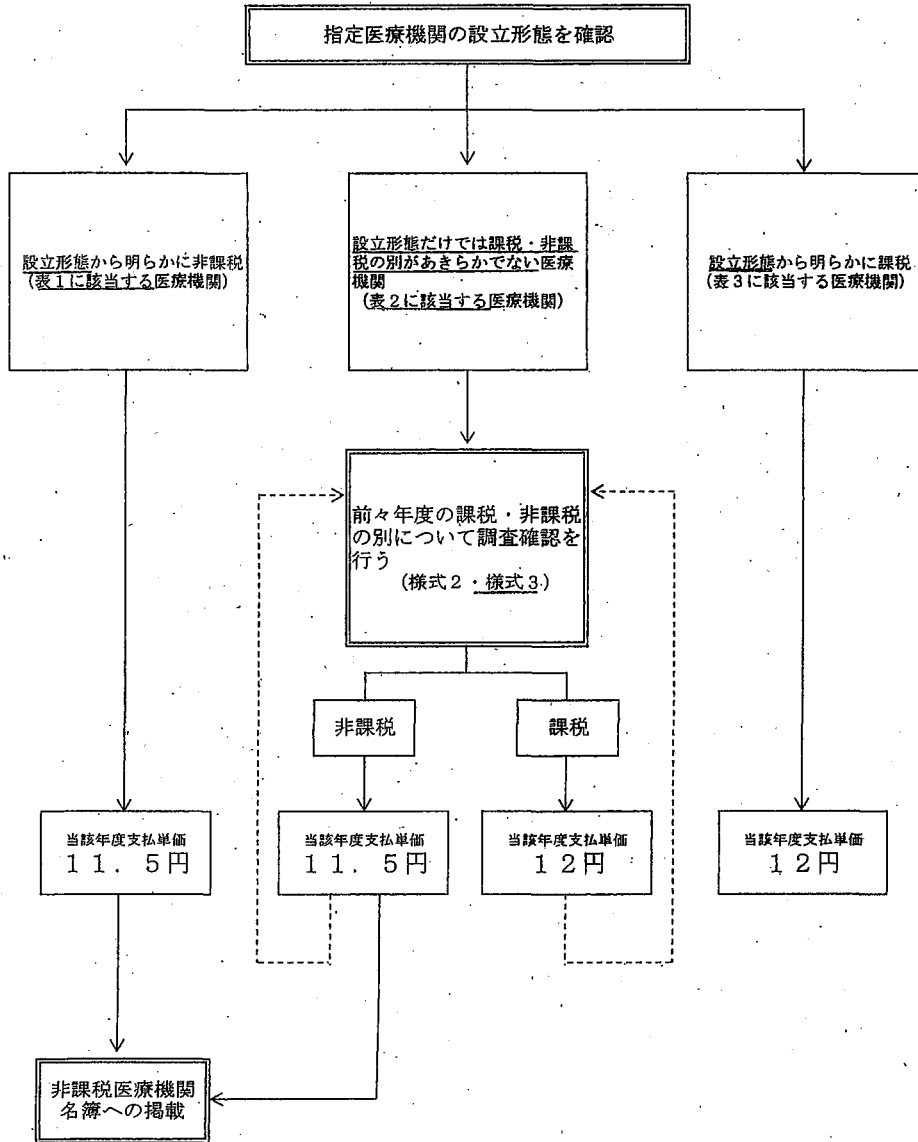 指定医療機関の設立形態を確認
設立形態から明らかに非課税
(表1に該当する医療機関)
設立形態だけでは課税・非課
税の別があきらかでない医療
機関
(表2に該当する医療機関)
設立形態から明らかに課税
(表3に該当する医療機関)
前々年度の課税・非課税
の別について調査確認を
行う
(様式2・様式3)
非課税
課税
当該年度支払単価
11.5円
当該年度支払単価
11.5円
当該年度支払単価
12円
当該年度支払単価
12円
非課税医療機関
名簿への掲載